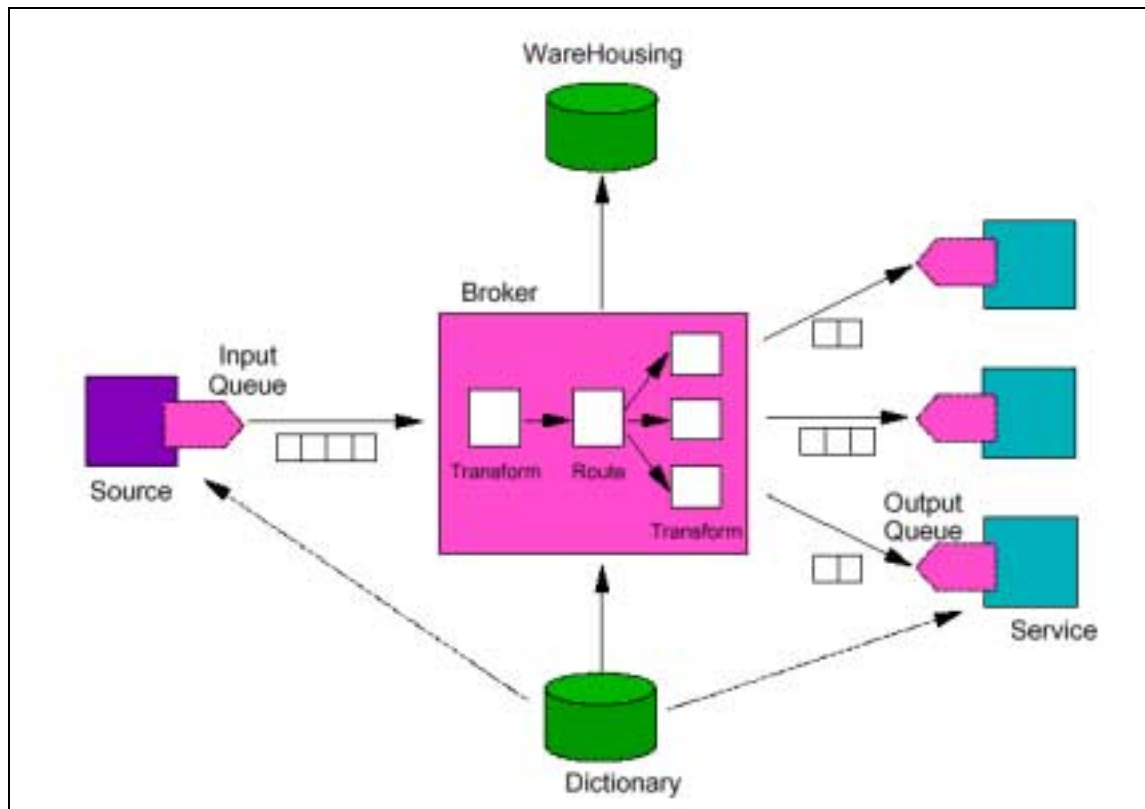 WareHousing
Broker
Input
Queue
Source
Transform
Route
Transform
Output
Queue
Service
Dictionary